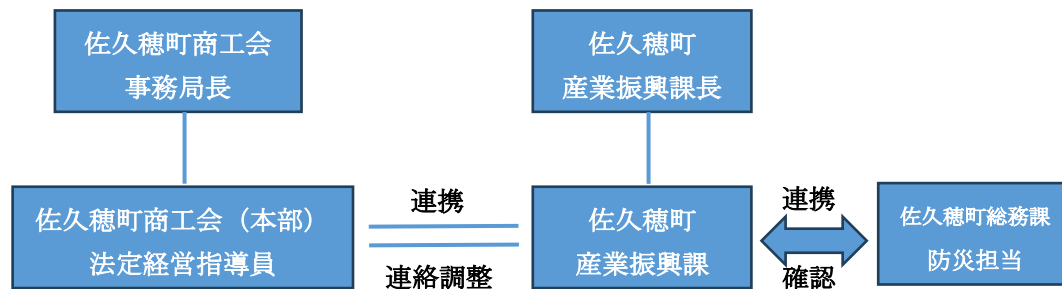 佐久穂町商工会
事務局長
佐久穂町
産業振興課長
佐久穂町商工会（本部）
法定経営指導員
連携
連絡調整
佐久穂町
産業振興課
連携
確認
佐久穂町総務課
防災担当